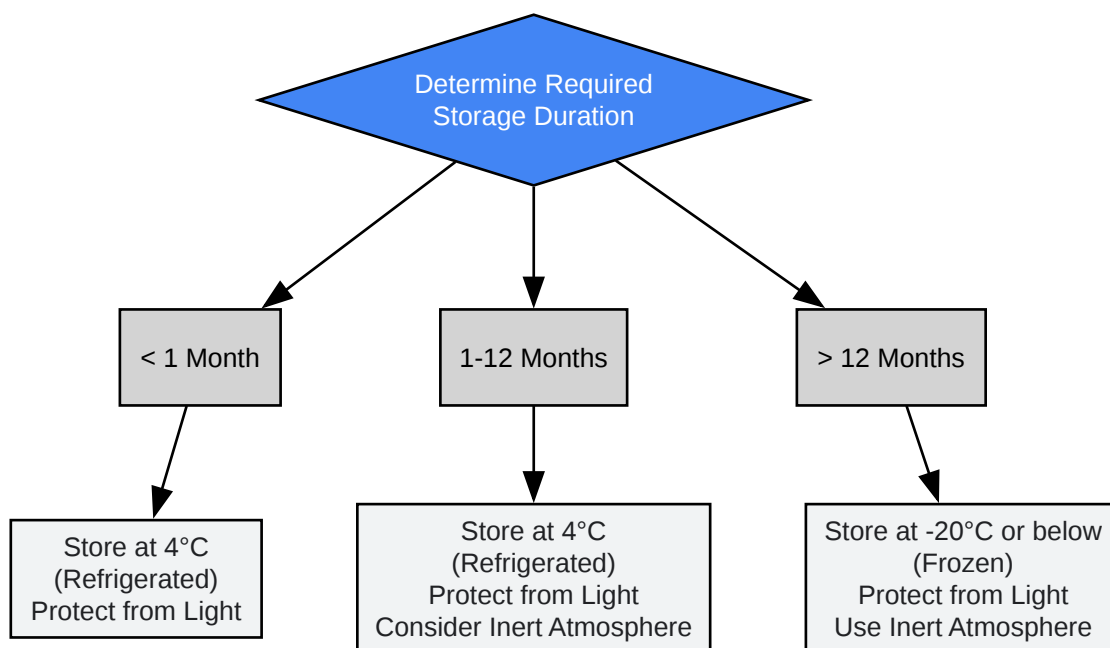 Determine Required
Storage Duration
< 1 Month
1-12 Months
> 12 Months
Store at 4°C
(Refrigerated)
Protect from Light
Store at 4°C
(Refrigerated)
Protect from Light
Consider Inert Atmosphere
Store at -20°C or below
(Frozen)
Protect from Light
Use Inert Atmosphere